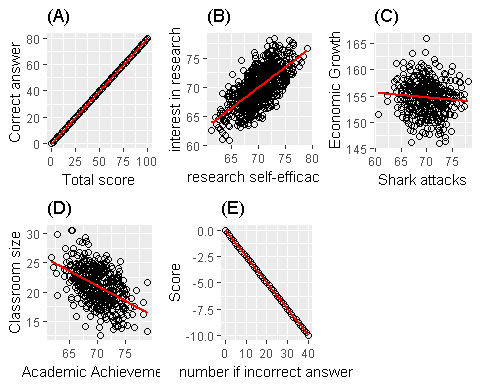 (A)
Correct answer
80
60
40
20
0
0 25 50 75 100
Total score
(B)
interest in research
75
70
65
60
65 70 75 80
research self-efficac
(C)
Economic Growth
165
160
155
150
145
60 65 70 75
Shark attacks
(D)
Classroom size
30
25
20
15
65 70 75
Academic Achieveme
(E)
Score
0.0
-2.5
-5.0
-7.5
-10.0
0 10 20 30 40
number if incorrect answer